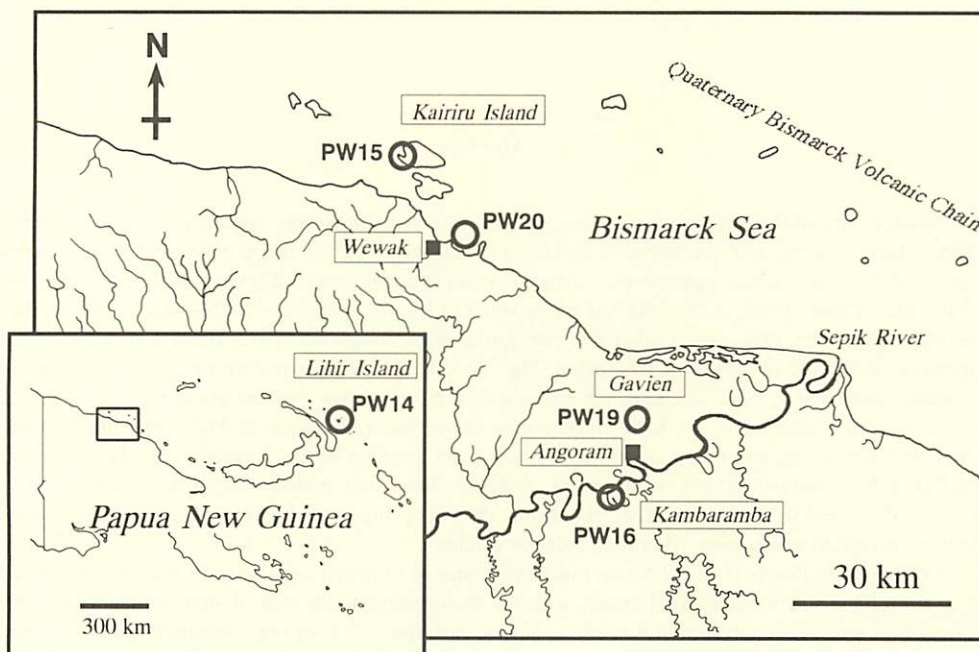 N
Kairiru Island
PW15
Quaternary Bismarck Volcanic Chain
PW20
Bismarck Sea
Wewak
Sepik River
Gavien
PW19
Angoram
PW16
Kambaramba
30 km
Lihir Island
PW14
Papua New Guinea
300 km